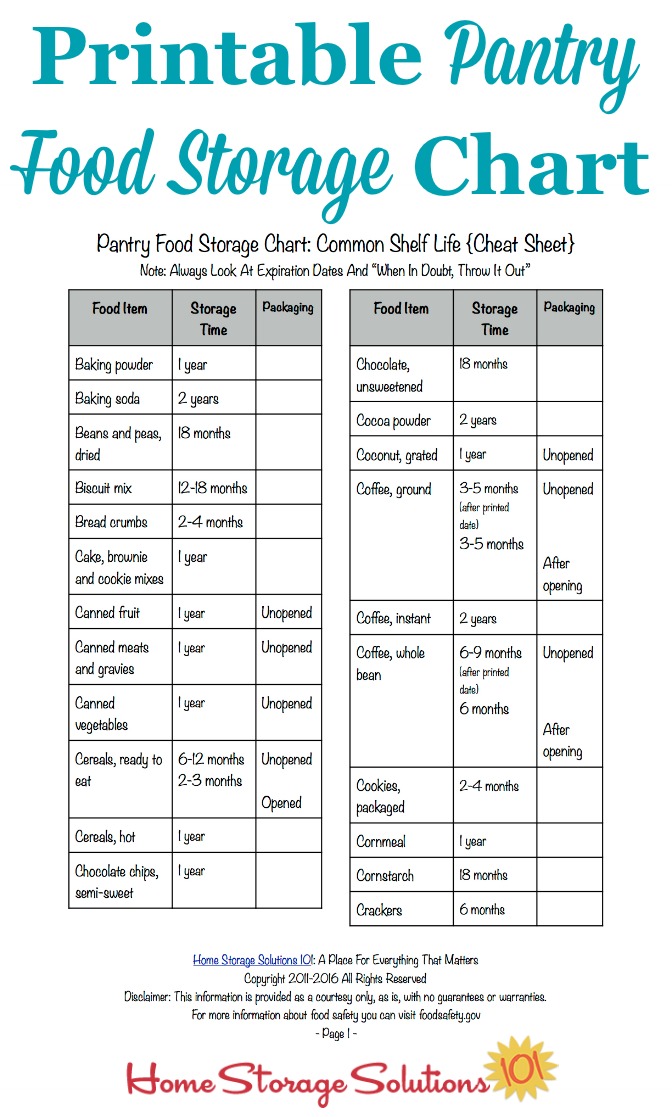 Printable Pantry
Food Storage Chart
Pantry Food Storage Chart: Common Shelf Life {Cheat Sheet}
Note: Always Look At Expiration Dates And “When In Doubt, Throw It Out”
Food Item Storage Packaging
Time
Baking powder 1 year
Baking soda 2 years
Beans and peas, 18 months
dried
Biscuit mix 12-18 months
Bread crumbs 2-4 months
Cake, brownie 1 year
and cookie mixes
Canned fruit 1 year Unopened
Canned meats 1 year Unopened
and gravies
Canned 1 year Unopened
vegetables
Cereals, ready to 6-12 months Unopened
eat 2-3 months
Opened
Cereals, hot 1 year
Chocolate chips, 1 year
semi-sweet
Food Item Storage Packaging
Time
Chocolate, 18 months
unsweetened
Cocoa powder 2 years
Coconut, grated 1 year Unopened
Coffee, ground 3-5 months Unopened
(after printed
date)
3-5 months
After
opening
Coffee, instant 2 years
Coffee, whole 6-9 months Unopened
bean (after printed
date)
6 months
After
opening
Cookies, 2-4 months
packaged
Cornmeal 1 year
Cornstarch 18 months
Crackers 6 months
Home Storage Solutions 101: A Place For Everything That Matters
Copyright 2011-2016 All Rights Reserved
Disclaimer: This information is provided as a courtesy only, as is, with no guarantees or warranties.
For more information about food safety you can visit foodsafety.gov
- Page 1 -
Home Storage Solutions 101